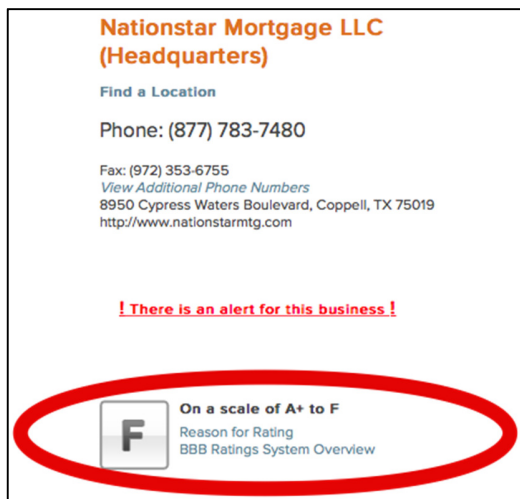 Nationstar Mortgage LLC
(Headquarters)
Find a Location
Phone: (877) 783-7480
Fax: (972) 353-6755
View Additional Phone Numbers
8950 Cypress Waters Boulevard, Coppell, TX 75019
http://www.nationstarmtg.com
! There is an alert for this business !
On a scale of A+ to F
F
Reason for Rating
BBB Ratings System Overview